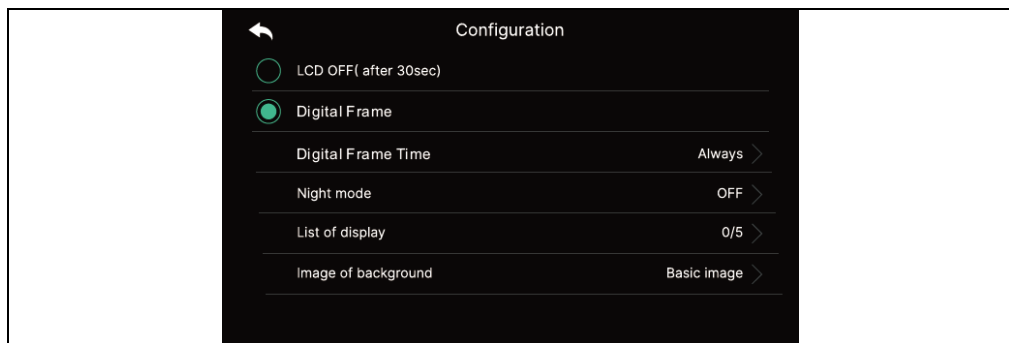 Configuration
LCD OFF( after 30sec)
Digital Frame
Digital Frame Time Always
Night mode OFF
List of display 0/5
Image of background Basic image